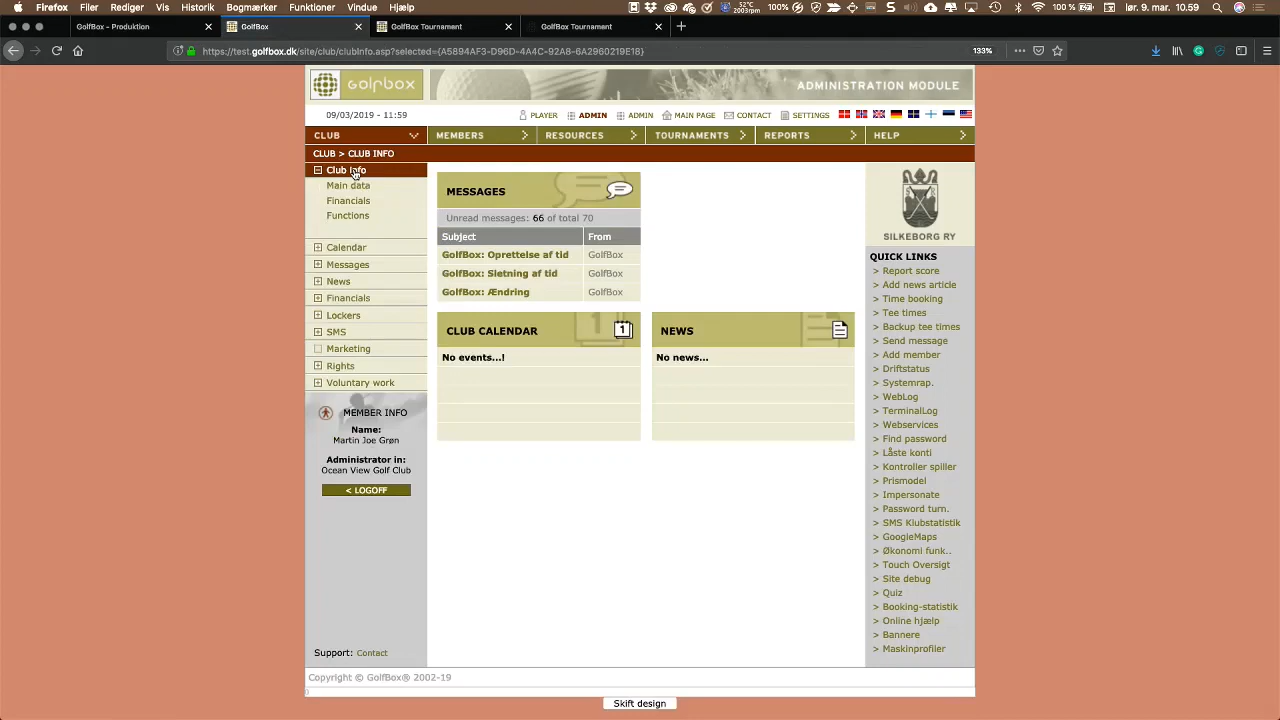 Firefox Arkiv Rediger Vis Historik Bogmærker Funktioner Vindue Hjælp
2003rpm 100% man. 9. mar. 10.59
GolfBox - Produktion
GolfBox
GolfBox Tournament
GolfBox Tournament
https://test.golfbox.dk/site/club/clubInfo.asp?selected={A5894AF3-D96D-4A4C-92A8-6A2960219E18}
133%
GOLFBOX
ADMINISTRATION MODULE
09/03/2019 - 11:59
PLAYER ADMIN ADMIN MAIN PAGE CONTACT SETTINGS
CLUB MEMBERS RESOURCES TOURNAMENTS REPORTS HELP
CLUB > CLUB INFO
Club info
Main data
Financials
Functions
Calendar
Messages
News
Financials
Lockers
SMS
Marketing
Rights
Voluntary work
MEMBER INFO
Name:
Martin Joe Grøn
Administrator in:
Ocean View Golf Club
< LOGOFF
Support: Contact
MESSAGES
Unread messages: 66 of total 70
Subject From
GolfBox: Oprettelse af tid GolfBox
GolfBox: Sletning af tid GolfBox
GolfBox: Ændring GolfBox
CLUB CALENDAR
1
No events...!
NEWS
No news...
SILKEBORG RY
QUICK LINKS
> Report score
> Add news article
> Time booking
> Tee times
> Backup tee times
> Send message
> Add member
> Driftstatus
> Systemrap.
> WebLog
> TerminalLog
> Webservices
> Find password
> Låste konti
> Kontroller spiller
> Prismodel
> Impersonate
> Password turn.
> SMS Klubstatistik
> GoogleMaps
> Økonomi funk..
> Touch Oversigt
> Site debug
> Quiz
> Booking-statistik
> Online hjælp
> Bannere
> Maskinprofiler
Copyright © GolfBox® 2002-19
Skift design